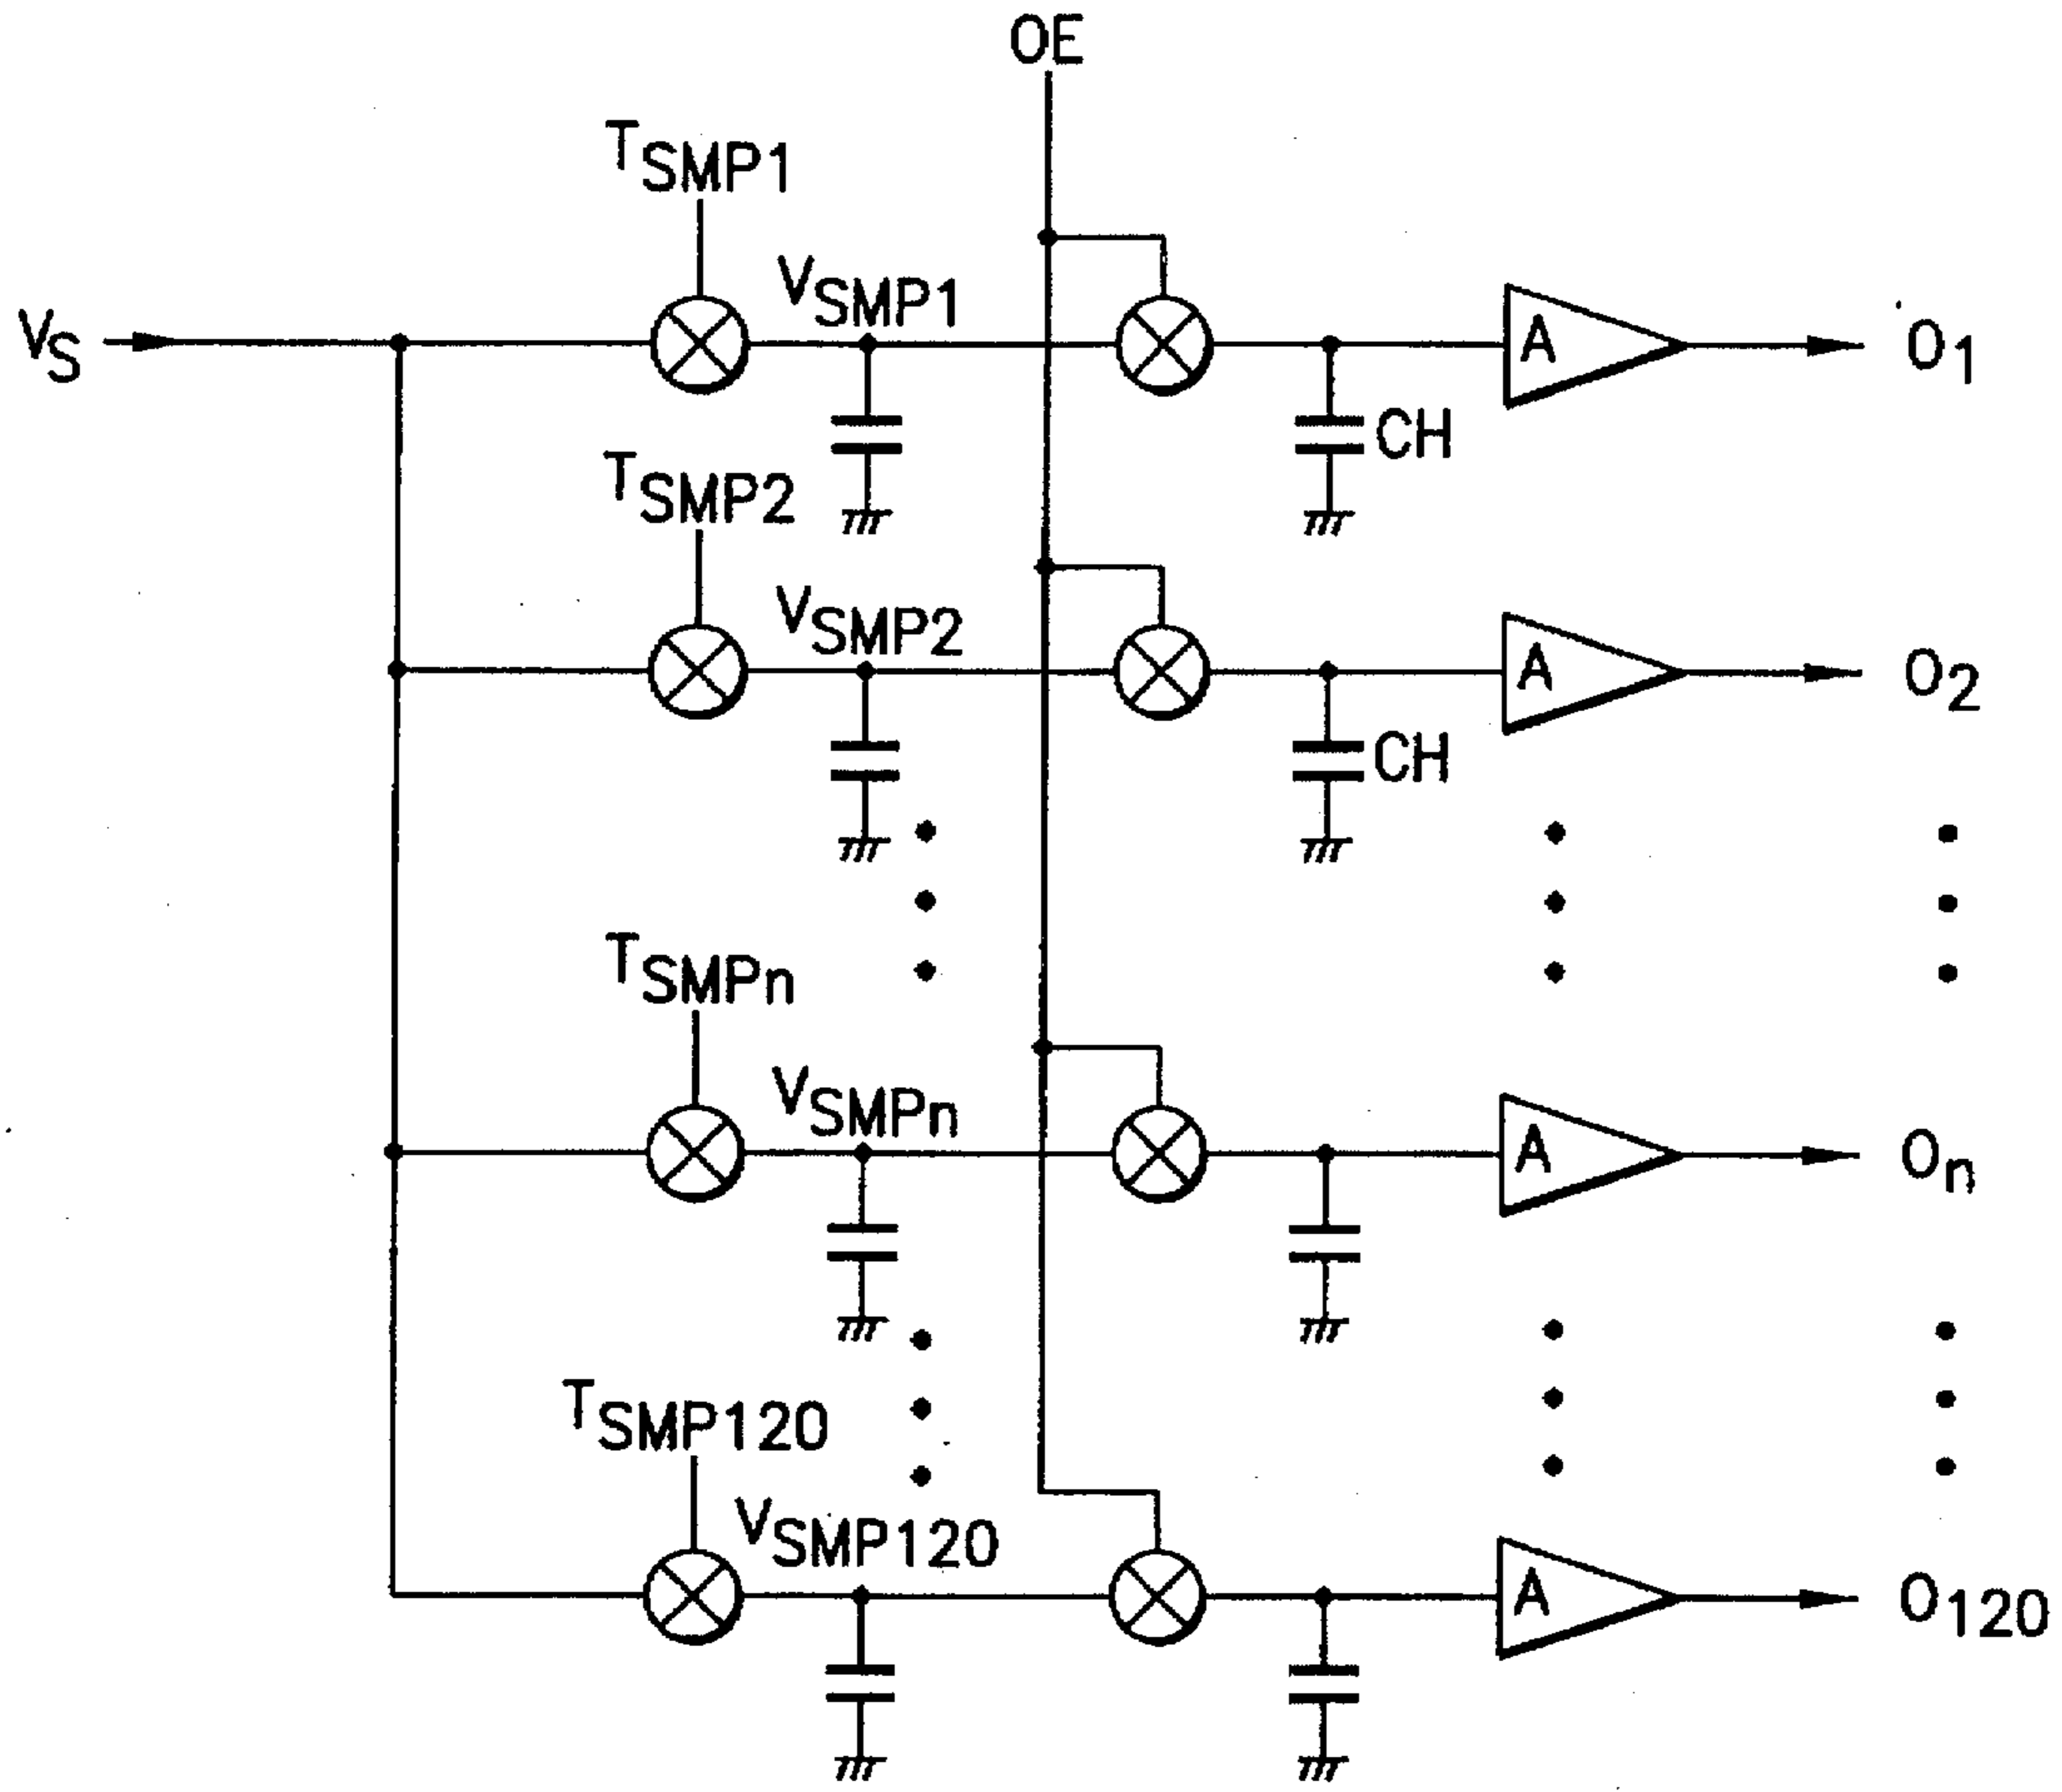 OE
TSMP1
VSMP1
VS
A
O1
CH
TSMP2
VSMP2
A
O2
CH
TSMPn
VSMPn
A
On
TSMP120
VSMP120
A
O120